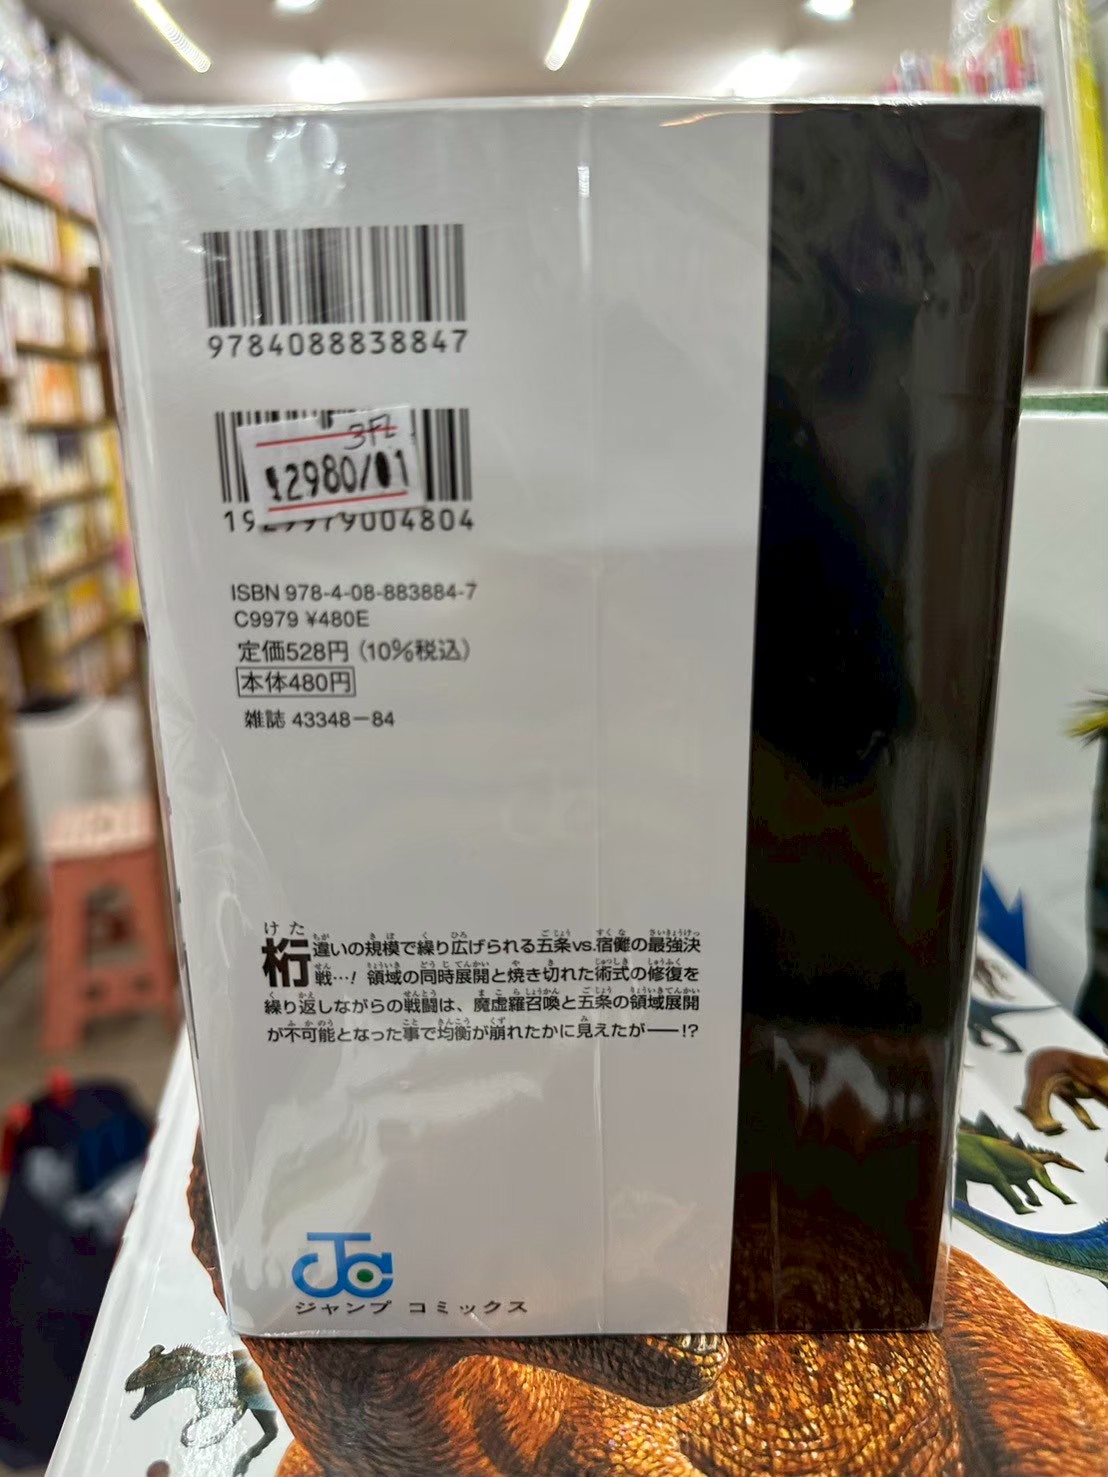 9784088838847
3FL
12980/01
1929979004804
ISBN 978-4-08-883884-7
C9979 ¥480E
定価528円(10%税込)
本体480円
雑誌 43348-84
桁違いの規模で繰り広げられる五条vs.宿儺の最強決
戦…! 領域の同時展開と焼き切れた術式の修復を
繰り返しながらの戦闘は、魔虚羅召喚と五条の領域展開
が不可能となった事で均衡が崩れたかに見えたが――!?
JC
ジャンプ コミックス